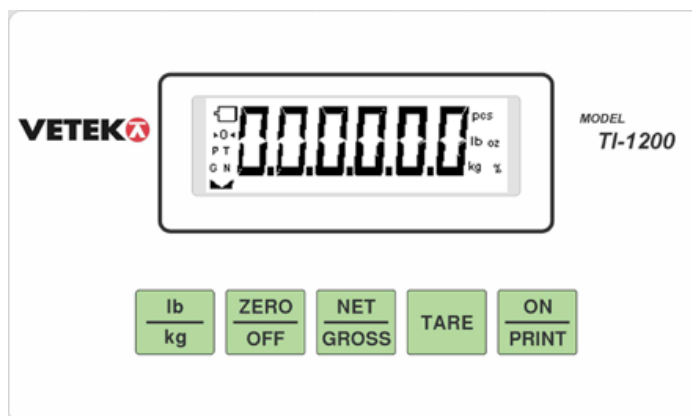 VETEK
0.0.0.0.0.0
pcs
▸0◂
lb oz
P T
G N
kg %
MODEL
TI-1200
lb
kg
ZERO
OFF
NET
GROSS
TARE
ON
PRINT